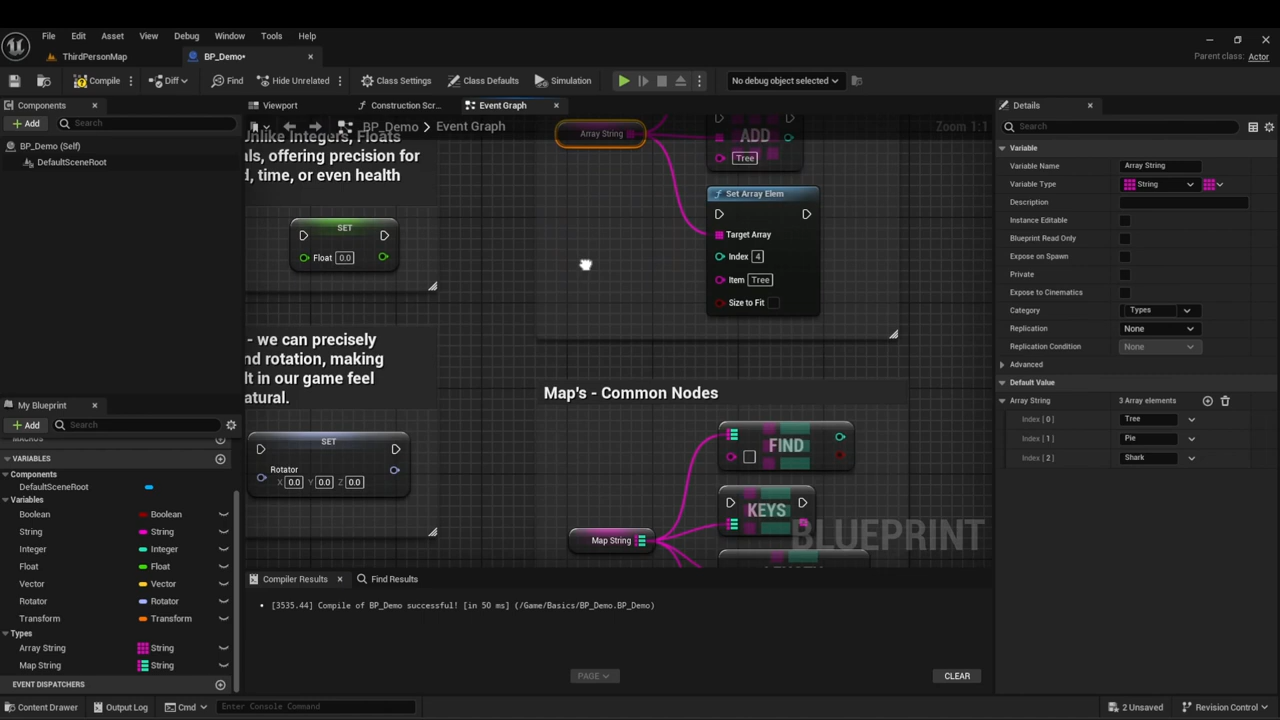 File Edit Asset View Debug Window Tools Help
ThirdPersonMap BP_Demo•
Parent class: Actor
Compile Diff Find Hide Unrelated Class Settings Class Defaults Simulation No debug object selected
Components
Add Search
BP_Demo (Self)
DefaultSceneRoot
Viewport Construction Scr... Event Graph
BP_Demo > Event Graph Zoom 1:1
Unlike Integers, Floats
als, offering precision for
d, time, or even health
SET
Float 0.0
- we can precisely
nd rotation, making
lt in our game feel
atural.
SET
Rotator
X 0.0 Y 0.0 Z 0.0
Array String
ADD
Tree
f Set Array Elem
Target Array
Index 4
Item Tree
Size to Fit
Map's - Common Nodes
FIND
KEYS
Map String
LENGTH
BLUEPRINT
My Blueprint
Add Search
MACROS
VARIABLES
Components
DefaultSceneRoot
Variables
Boolean Boolean
String String
Integer Integer
Float Float
Vector Vector
Rotator Rotator
Transform Transform
Types
Array String String
Map String String
EVENT DISPATCHERS
Compiler Results Find Results
[3535.44] Compile of BP_Demo successful! [in 50 ms] (/Game/Basics/BP_Demo.BP_Demo)
PAGE
CLEAR
Details
Search
Variable
Variable Name Array String
Variable Type String
Description
Instance Editable
Blueprint Read Only
Expose on Spawn
Private
Expose to Cinematics
Category Types
Replication None
Replication Condition None
Advanced
Default Value
Array String 3 Array elements
Index [ 0 ] Tree
Index [ 1 ] Pie
Index [ 2 ] Shark
Content Drawer Output Log Cmd Enter Console Command
2 Unsaved Revision Control